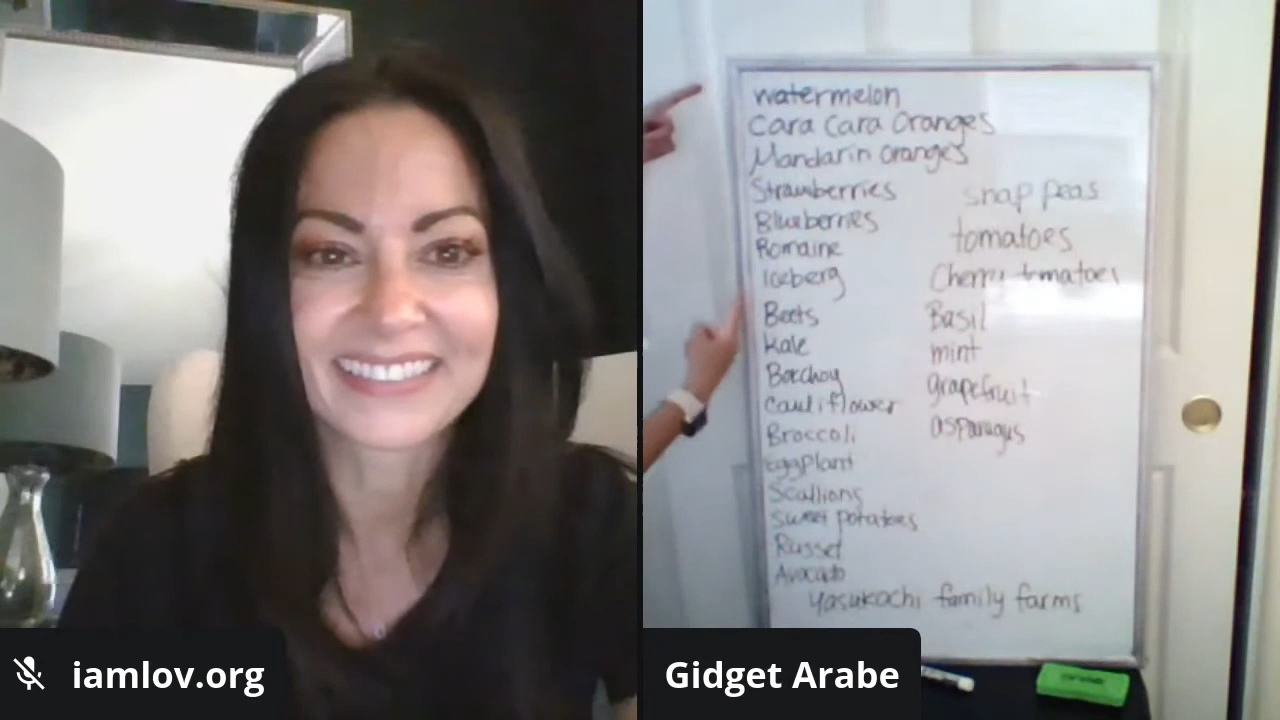 watermelon
Cara Cara Oranges
Mandarin oranges
Strawberries
Blueberries
Romaine
Iceberg
Beets
Kale
Bokchoy
Cauliflower
Broccoli
EggPlant
Scallions
Sweet potatoes
Russet
Avocado
snap peas
tomatoes
Cherry tomatoes
Basil
mint
grapefruit
asparagus
Yasukochi family farms
iamlov.org
Gidget Arabe